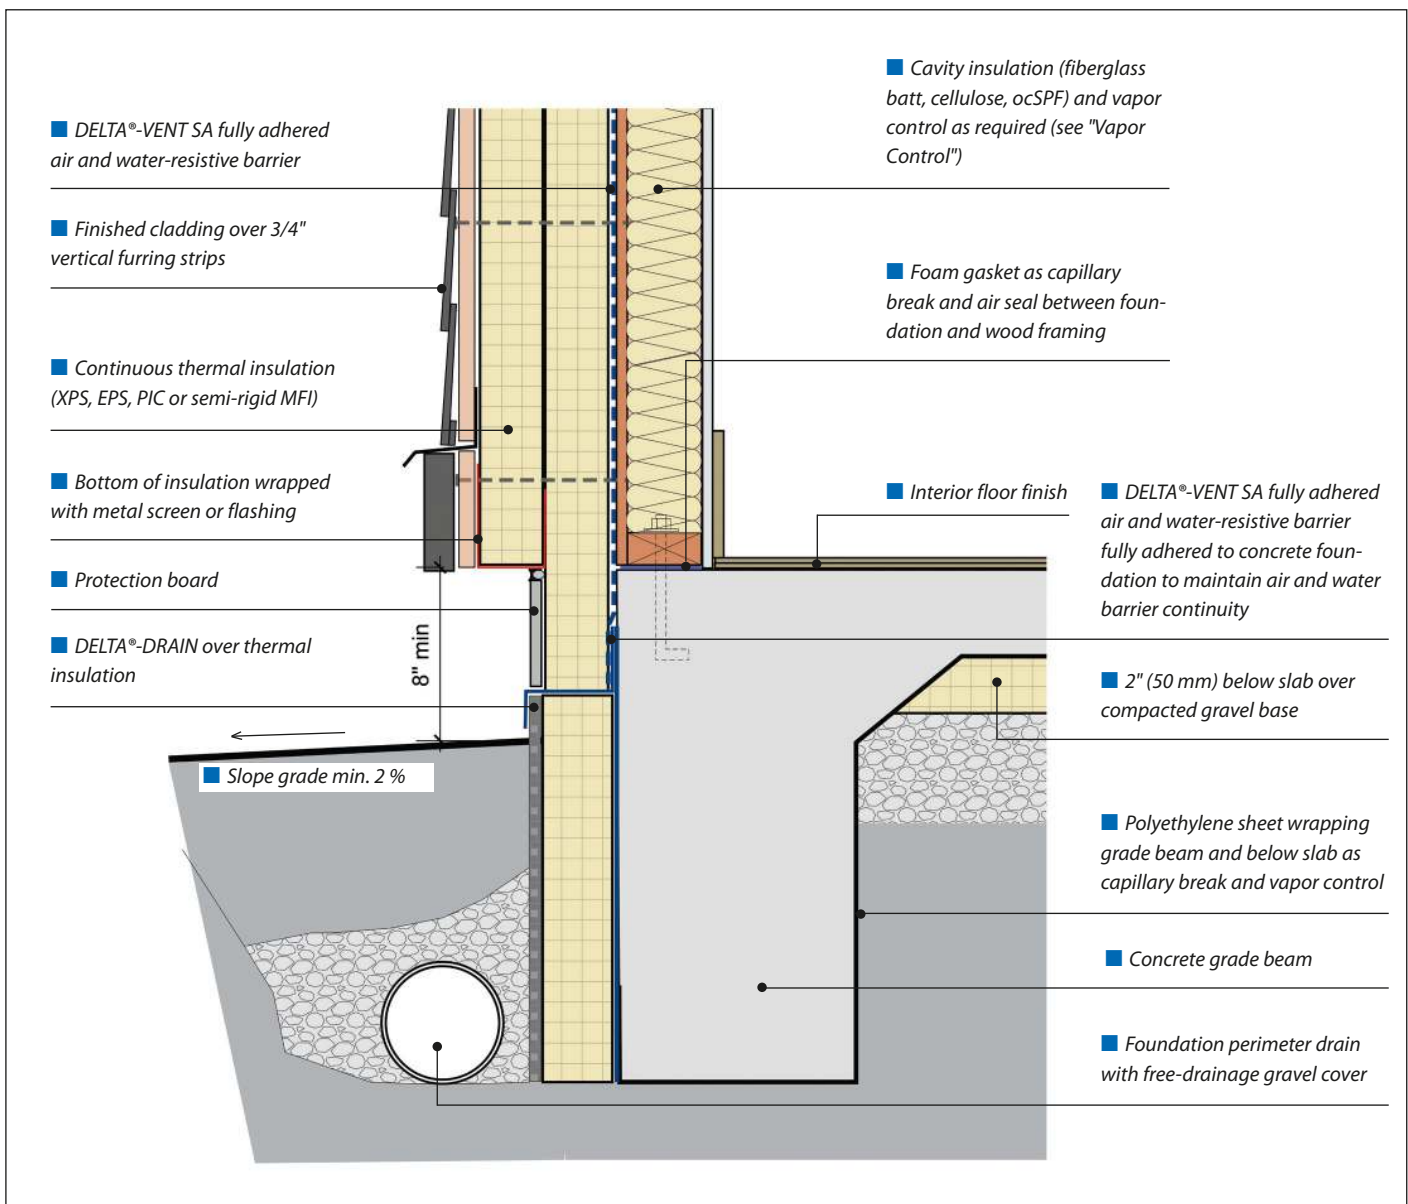 DELTA®-VENT SA fully adhered
air and water-resistive barrier
Finished cladding over 3/4"
vertical furring strips
Continuous thermal insulation
(XPS, EPS, PIC or semi-rigid MFI)
Bottom of insulation wrapped
with metal screen or flashing
Protection board
DELTA®-DRAIN over thermal
insulation
8" min
Slope grade min. 2 %
Cavity insulation (fiberglass
batt, cellulose, ocSPF) and vapor
control as required (see "Vapor
Control")
Foam gasket as capillary
break and air seal between foun-
dation and wood framing
Interior floor finish
DELTA®-VENT SA fully adhered
air and water-resistive barrier
fully adhered to concrete foun-
dation to maintain air and water
barrier continuity
2" (50 mm) below slab over
compacted gravel base
Polyethylene sheet wrapping
grade beam and below slab as
capillary break and vapor control
Concrete grade beam
Foundation perimeter drain
with free-drainage gravel cover